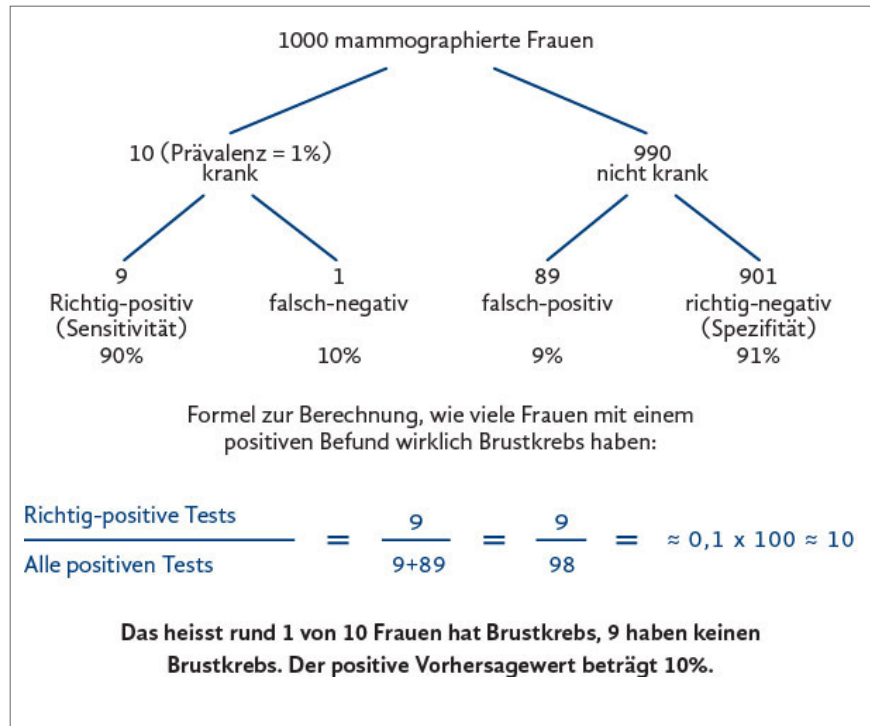 1000 mammographierte Frauen
10 (Prävalenz = 1%)
krank
990
nicht krank
9
Richtig-positiv
(Sensitivität)
90%
1
falsch-negativ
10%
89
falsch-positiv
9%
901
richtig-negativ
(Spezifität)
91%
Formel zur Berechnung, wie viele Frauen mit einem
positiven Befund wirklich Brustkrebs haben:
Richtig-positive Tests
Alle positiven Tests
=
9
9+89
=
9
98
= ≈ 0,1 x 100 ≈ 10
Das heisst rund 1 von 10 Frauen hat Brustkrebs, 9 haben keinen
Brustkrebs. Der positive Vorhersagewert beträgt 10%.